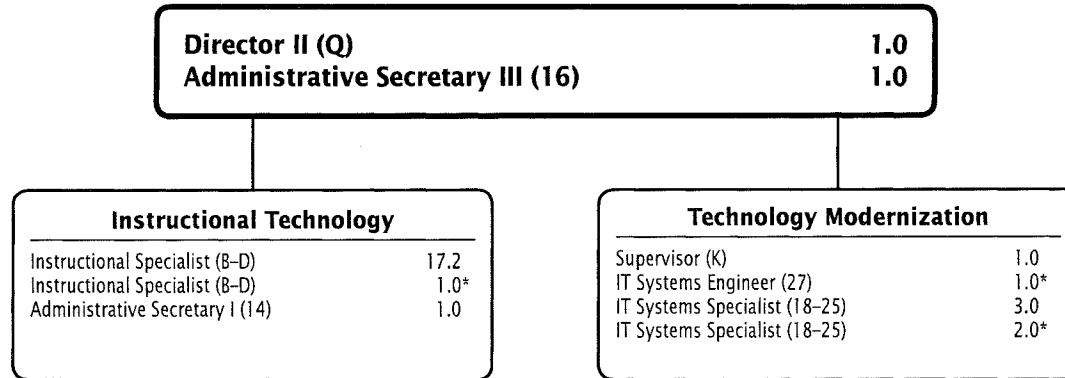 Director II (Q) 1.0
Administrative Secretary III (16) 1.0
Instructional Technology
Instructional Specialist (B–D) 17.2
Instructional Specialist (B–D) 1.0*
Administrative Secretary I (14) 1.0
Technology Modernization
Supervisor (K) 1.0
IT Systems Engineer (27) 1.0*
IT Systems Specialist (18–25) 3.0
IT Systems Specialist (18–25) 2.0*